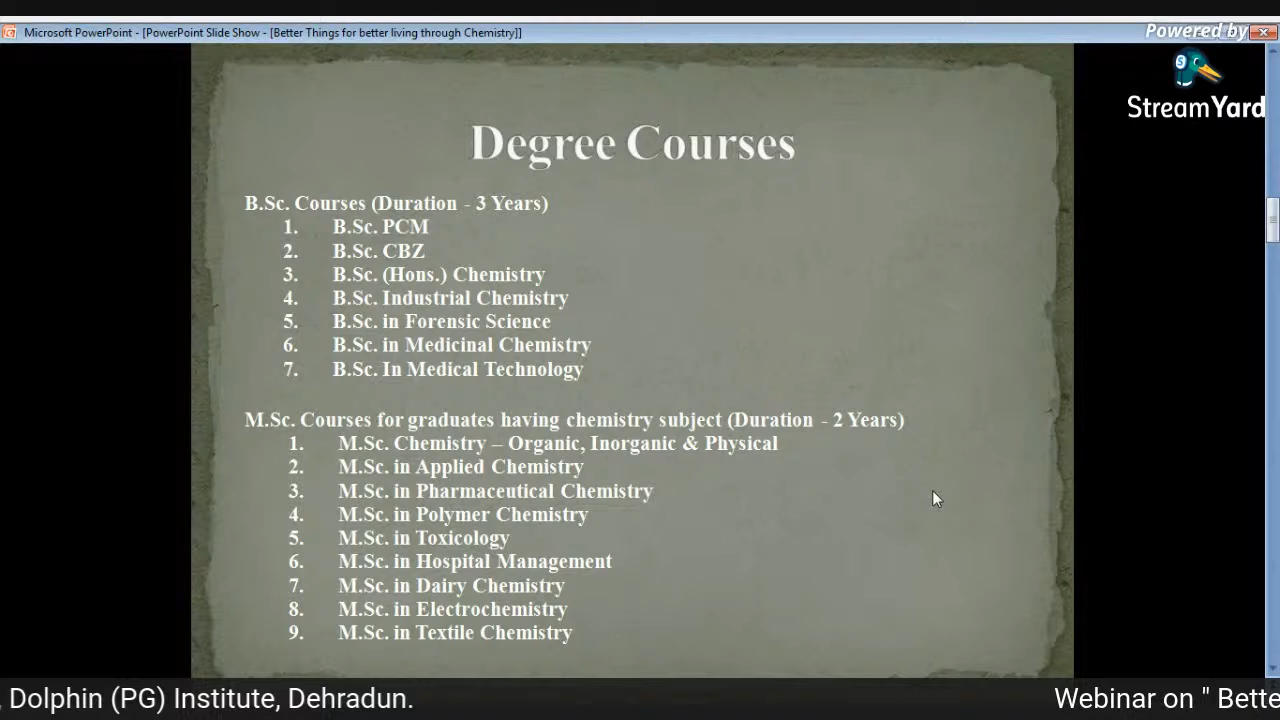 Microsoft PowerPoint - [PowerPoint Slide Show - [Better Things for better living through Chemistry]]
Powered by
StreamYard
Degree Courses
B.Sc. Courses (Duration - 3 Years)
1. B.Sc. PCM
2. B.Sc. CBZ
3. B.Sc. (Hons.) Chemistry
4. B.Sc. Industrial Chemistry
5. B.Sc. in Forensic Science
6. B.Sc. in Medicinal Chemistry
7. B.Sc. In Medical Technology
M.Sc. Courses for graduates having chemistry subject (Duration - 2 Years)
1. M.Sc. Chemistry – Organic, Inorganic & Physical
2. M.Sc. in Applied Chemistry
3. M.Sc. in Pharmaceutical Chemistry
4. M.Sc. in Polymer Chemistry
5. M.Sc. in Toxicology
6. M.Sc. in Hospital Management
7. M.Sc. in Dairy Chemistry
8. M.Sc. in Electrochemistry
9. M.Sc. in Textile Chemistry
, Dolphin (PG) Institute, Dehradun. Webinar on " Bette